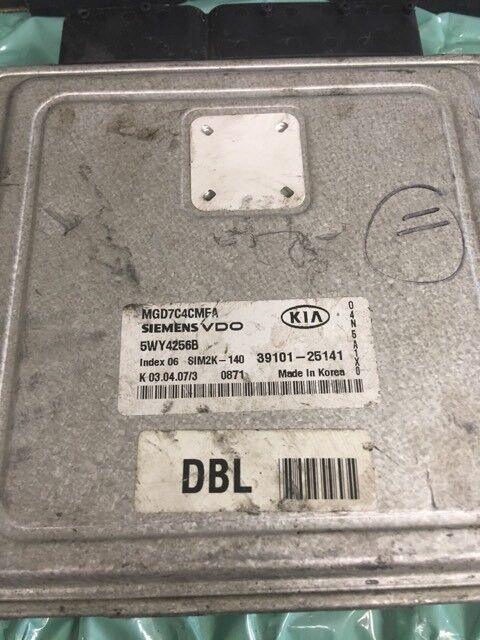 MGD7C4CMFA
SIEMENS VDO
KIA
5WY4256B
Index 06 SIM2K-140
39101-25141
K 03.04.07/3 0871 Made in Korea
04N5A1X0
DBL